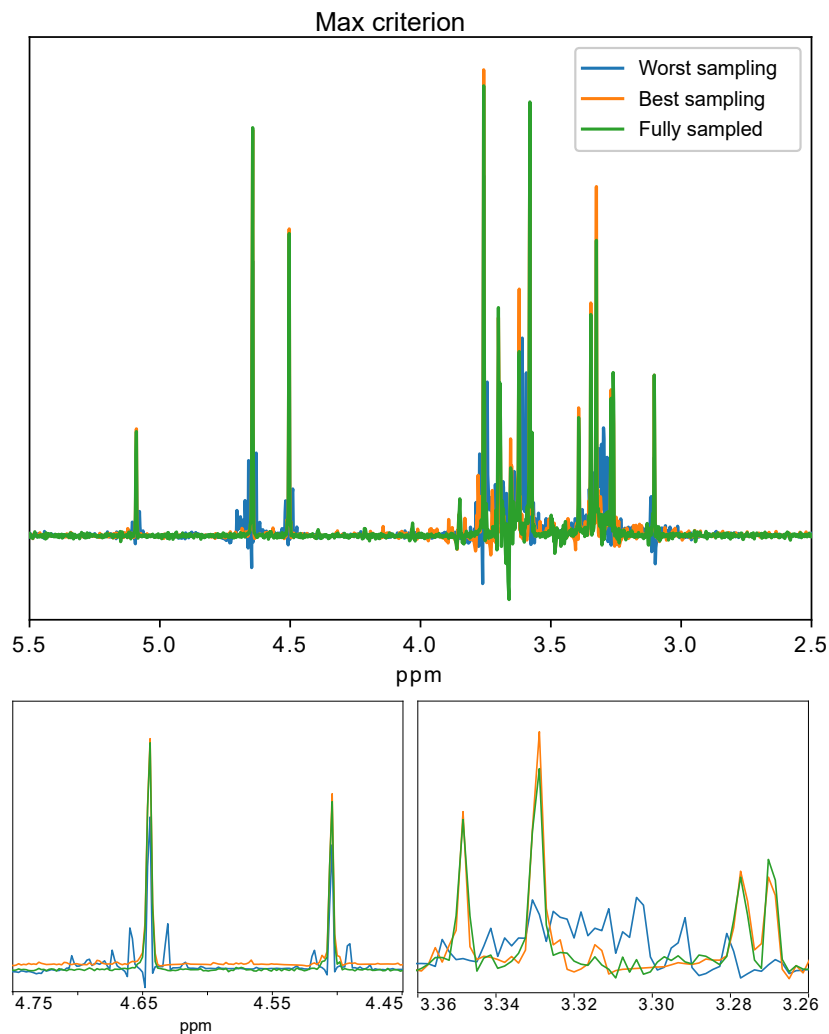 Max criterion
Worst sampling
Best sampling
Fully sampled
5.5 5.0 4.5 4.0 3.5 3.0 2.5
ppm
4.75 4.65 4.55 4.45
ppm
3.36 3.34 3.32 3.30 3.28 3.26